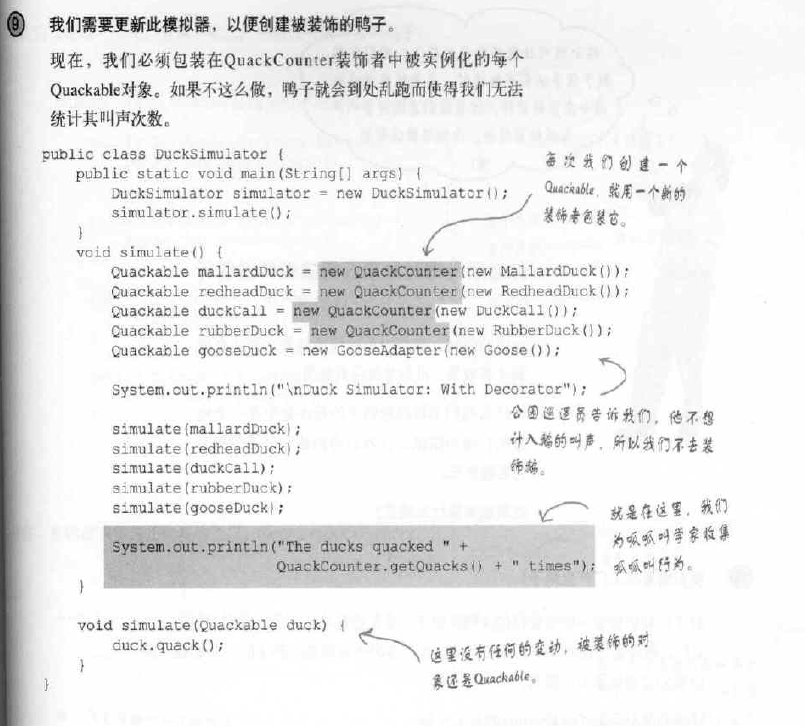 9 我们需要更新此模拟器，以便创建被装饰的鸭子。
现在，我们必须包装在QuackCounter装饰者中被实例化的每个
Quackable对象。如果不这么做，鸭子就会到处乱跑而使得我们无法
统计其叫声次数。
public class DuckSimulator {
public static void main(String[] args) {
DuckSimulator simulator = new DuckSimulator();
simulator.simulate();
}
每次我们创建一个
Quackable，就用一个新的
装饰者包装它。
void simulate() {
Quackable mallardDuck = new QuackCounter(new MallardDuck());
Quackable redheadDuck = new QuackCounter(new RedheadDuck());
Quackable duckCall = new QuackCounter(new DuckCall());
Quackable rubberDuck = new QuackCounter(new RubberDuck());
Quackable gooseDuck = new GooseAdapter(new Goose());
System.out.println("\nDuck Simulator: With Decorator");
公园巡逻员告诉我们，他不想
计入鹅的叫声，所以我们不去装
饰鹅。
simulate(mallardDuck);
simulate(redheadDuck);
simulate(duckCall);
simulate(rubberDuck);
simulate(gooseDuck);
就是在这里，我们
为呱呱叫学家收集
呱呱叫行为。
System.out.println("The ducks quacked " +
QuackCounter.getQuacks() + " times");
}
void simulate(Quackable duck) {
duck.quack();
}
}
这里没有任何的变动，被装饰的对
象还是Quackable。